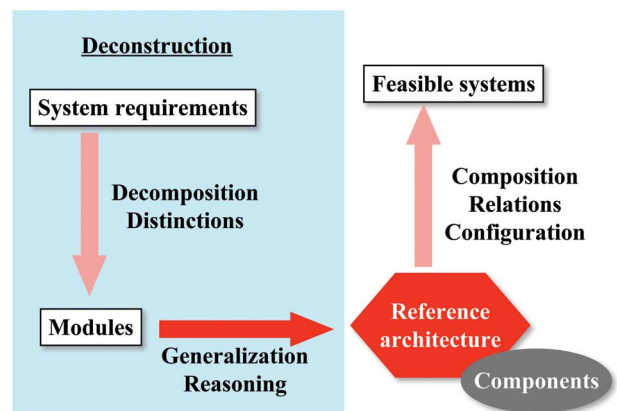 Deconstruction
System requirements
Decomposition
Distinctions
Modules
Generalization
Reasoning
Feasible systems
Composition
Relations
Configuration
Reference
architecture
Components